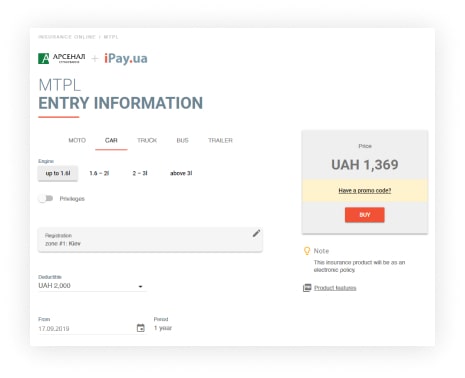 INSURANCE ONLINE / MTPL
АРСЕНАЛ
СТРАХОВАНИЕ + iPay.ua
MTPL
ENTRY INFORMATION
MOTO CAR TRUCK BUS TRAILER
Engine
up to 1.6l 1.6 – 2l 2 – 3l above 3l
Privileges
Registration
zone #1: Kiev
Deductible
UAH 2,000
From Period
17.09.2019 1 year
Price
UAH 1,369
Have a promo code?
BUY
Note
This insurance product will be as an
electronic policy.
Product features